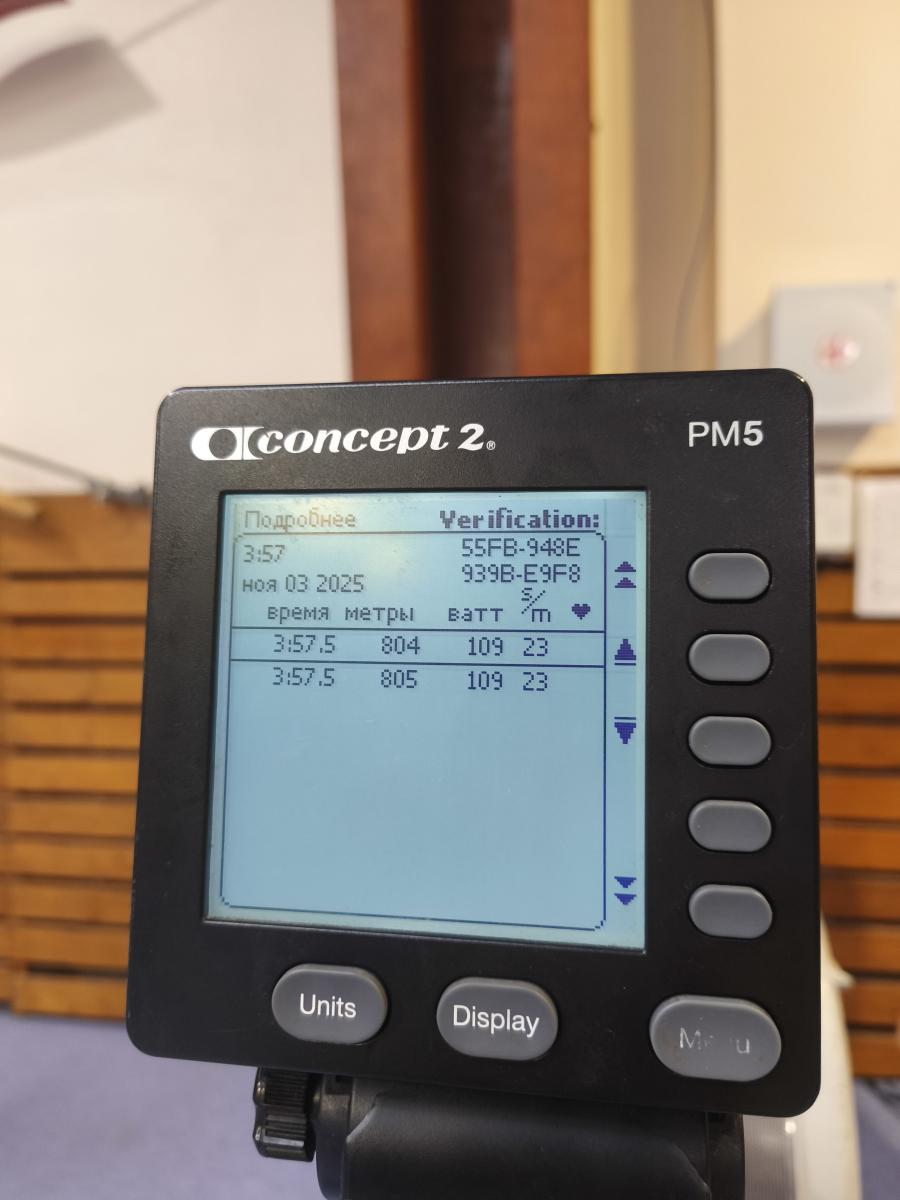 concept 2®
PM5
Подробнее Verification:
3:57 55FB-948E
939B-E9F8
ноя 03 2025
время метры ватт s/m ♥
3:57.5 804 109 23
3:57.5 805 109 23
Units
Display
Menu